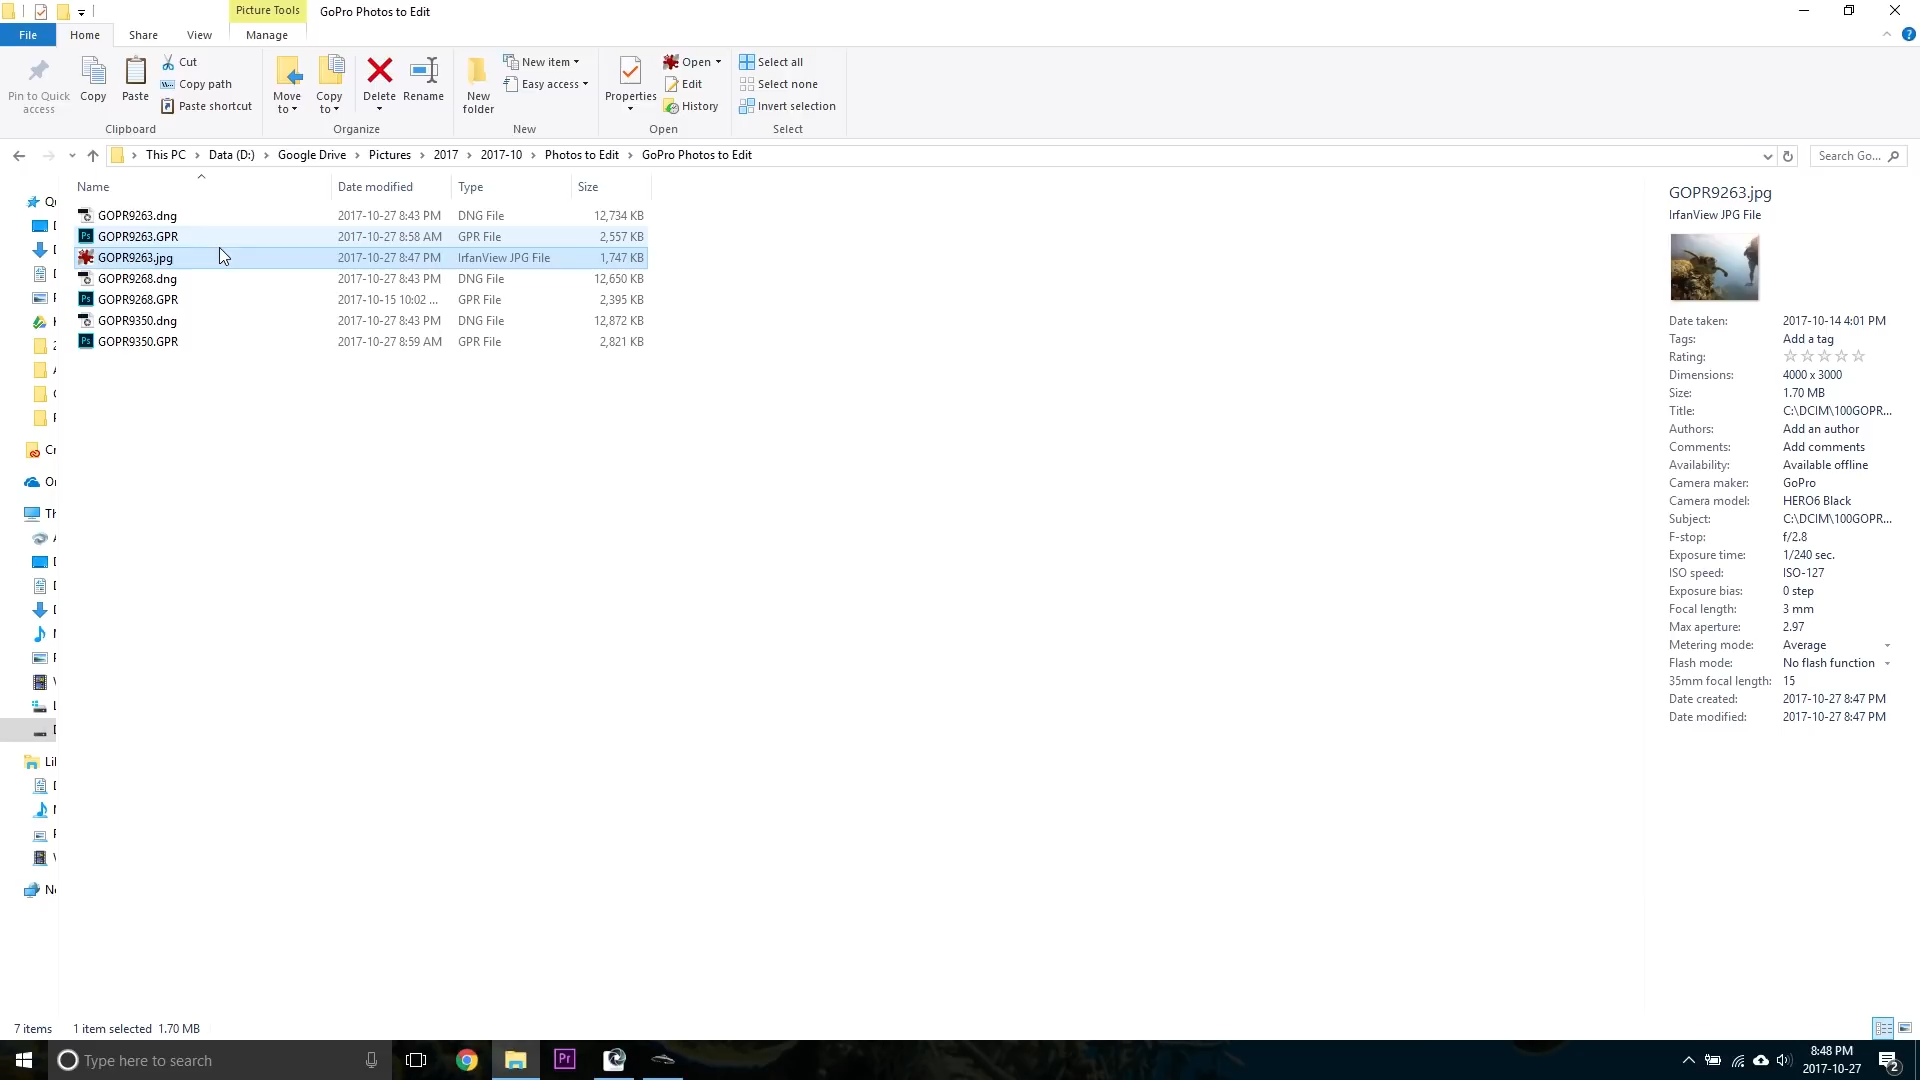 Picture Tools
GoPro Photos to Edit
File
Home
Share
View
Manage
Pin to Quick access
Copy
Paste
Cut
Copy path
Paste shortcut
Clipboard
Move to
Copy to
Delete
Rename
Organize
New folder
New item
Easy access
New
Properties
Open
Edit
History
Open
Select all
Select none
Invert selection
Select
This PC
Data (D:)
Google Drive
Pictures
2017
2017-10
Photos to Edit
GoPro Photos to Edit
Search Go...
Name Date modified Type Size
GOPR9263.dng 2017-10-27 8:43 PM DNG File 12,734 KB
GOPR9263.GPR 2017-10-27 8:58 AM GPR File 2,557 KB
GOPR9263.jpg 2017-10-27 8:47 PM IrfanView JPG File 1,747 KB
GOPR9268.dng 2017-10-27 8:43 PM DNG File 12,650 KB
GOPR9268.GPR 2017-10-15 10:02 ... GPR File 2,395 KB
GOPR9350.dng 2017-10-27 8:43 PM DNG File 12,872 KB
GOPR9350.GPR 2017-10-27 8:59 AM GPR File 2,821 KB
GOPR9263.jpg
IrfanView JPG File
Date taken: 2017-10-14 4:01 PM
Tags: Add a tag
Rating:
Dimensions: 4000 x 3000
Size: 1.70 MB
Title: C:\DCIM\100GOPR...
Authors: Add an author
Comments: Add comments
Availability: Available offline
Camera maker: GoPro
Camera model: HERO6 Black
Subject: C:\DCIM\100GOPR...
F-stop: f/2.8
Exposure time: 1/240 sec.
ISO speed: ISO-127
Exposure bias: 0 step
Focal length: 3 mm
Max aperture: 2.97
Metering mode: Average
Flash mode: No flash function
35mm focal length: 15
Date created: 2017-10-27 8:47 PM
Date modified: 2017-10-27 8:47 PM
7 items 1 item selected 1.70 MB
Type here to search
Pr
8:48 PM
2017-10-27
2